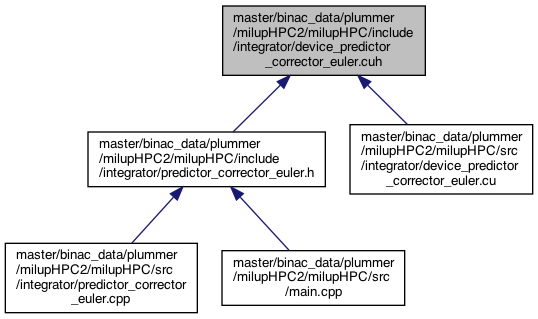 master/binac_data/plummer
/milupHPC2/milupHPC/include
/integrator/device_predictor
_corrector_euler.cuh
master/binac_data/plummer
/milupHPC2/milupHPC/include
/integrator/predictor_corrector_euler.h
master/binac_data/plummer
/milupHPC2/milupHPC/src
/integrator/device_predictor
_corrector_euler.cu
master/binac_data/plummer
/milupHPC2/milupHPC/src
/integrator/predictor_corrector
_euler.cpp
master/binac_data/plummer
/milupHPC2/milupHPC/src
/main.cpp